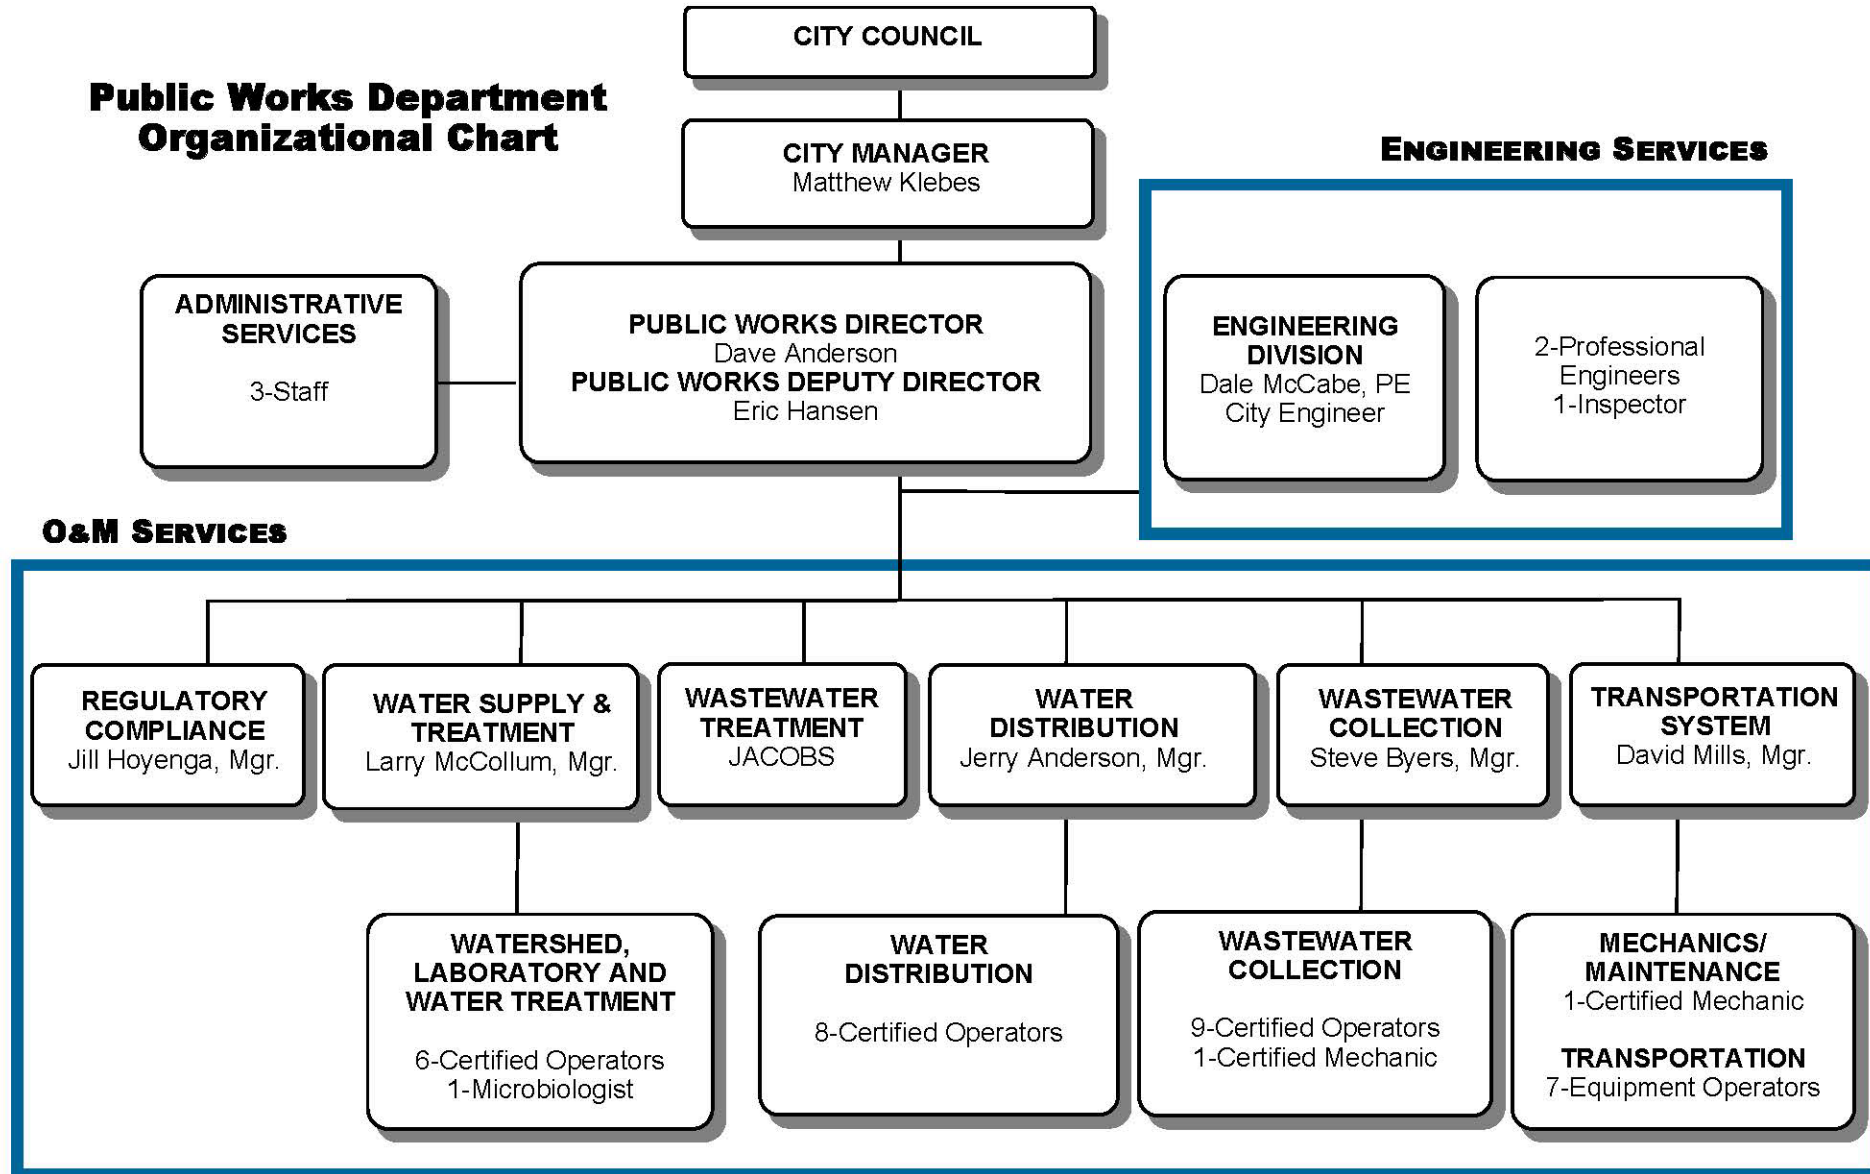 CITY COUNCIL
Public Works Department
Organizational Chart
CITY MANAGER
Matthew Klebes
ENGINEERING SERVICES
ADMINISTRATIVE
SERVICES
3-Staff
PUBLIC WORKS DIRECTOR
Dave Anderson
PUBLIC WORKS DEPUTY DIRECTOR
Eric Hansen
ENGINEERING
DIVISION
Dale McCabe, PE
City Engineer
2-Professional
Engineers
1-Inspector
O&M SERVICES
REGULATORY
COMPLIANCE
Jill Hoyenga, Mgr.
WATER SUPPLY &
TREATMENT
Larry McCollum, Mgr.
WASTEWATER
TREATMENT
JACOBS
WATER
DISTRIBUTION
Jerry Anderson, Mgr.
WASTEWATER
COLLECTION
Steve Byers, Mgr.
TRANSPORTATION
SYSTEM
David Mills, Mgr.
WATERSHED,
LABORATORY AND
WATER TREATMENT
6-Certified Operators
1-Microbiologist
WATER
DISTRIBUTION
8-Certified Operators
WASTEWATER
COLLECTION
9-Certified Operators
1-Certified Mechanic
MECHANICS/
MAINTENANCE
1-Certified Mechanic
TRANSPORTATION
7-Equipment Operators